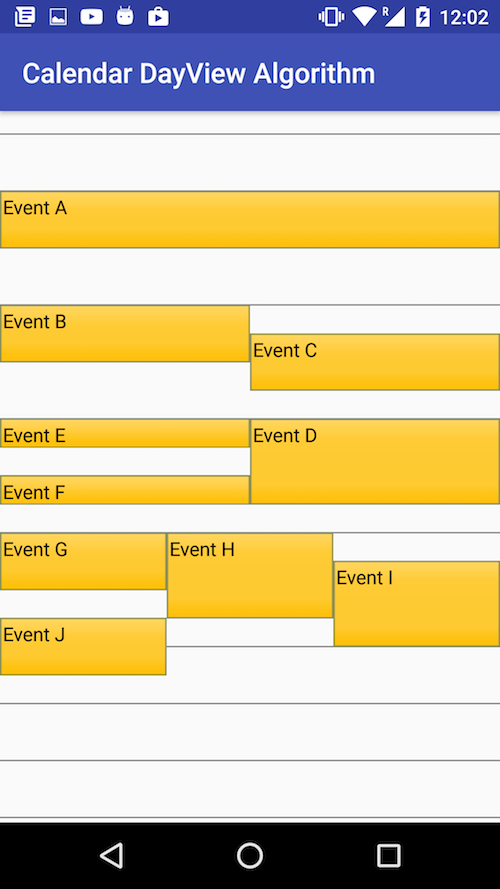 R
12:02
Calendar DayView Algorithm
Event A
Event B
Event C
Event E
Event D
Event F
Event G
Event H
Event I
Event J